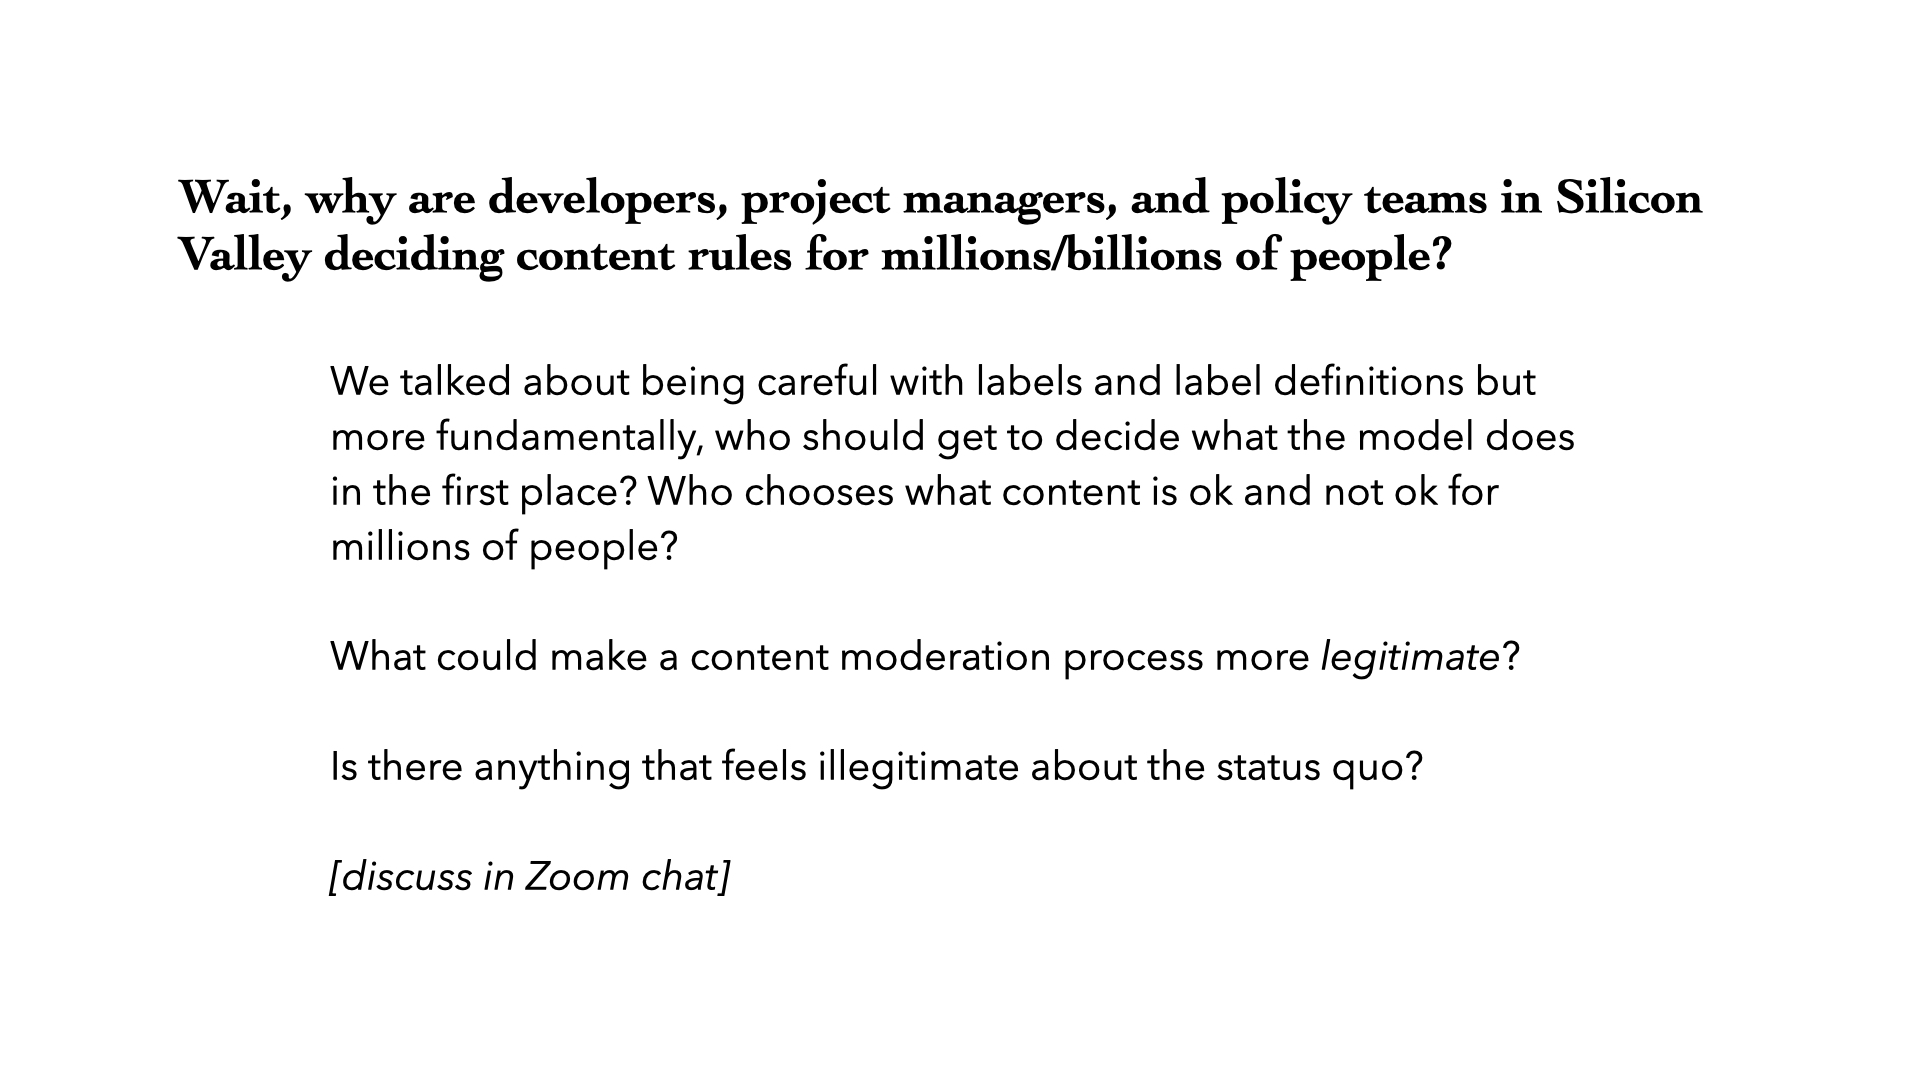 Wait, why are developers, project managers, and policy teams in Silicon
Valley deciding content rules for millions/billions of people?
We talked about being careful with labels and label definitions but
more fundamentally, who should get to decide what the model does
in the first place? Who chooses what content is ok and not ok for
millions of people?
What could make a content moderation process more legitimate?
Is there anything that feels illegitimate about the status quo?
[discuss in Zoom chat]